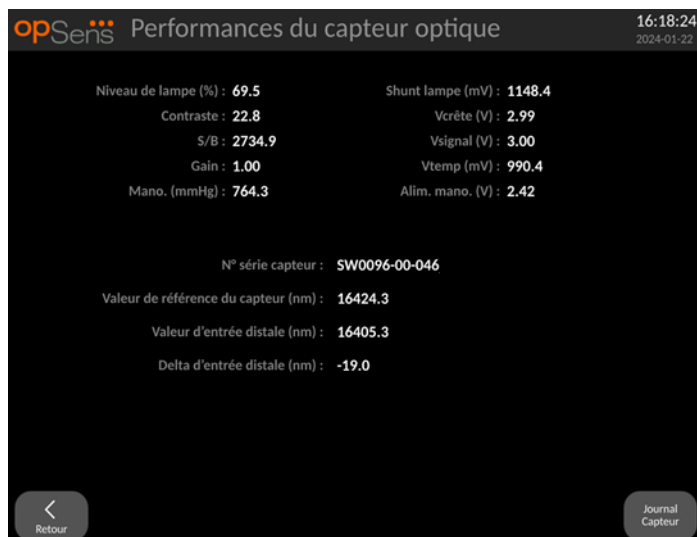 opSens Performances du capteur optique 16:18:24
2024-01-22
Niveau de lampe (%) : 69.5 Shunt lampe (mV) : 1148.4
Contraste : 22.8 Vcrête (V) : 2.99
S/B : 2734.9 Vsignal (V) : 3.00
Gain : 1.00 Vtemp (mV) : 990.4
Mano. (mmHg) : 764.3 Alim. mano. (V) : 2.42
N° série capteur : SW0096-00-046
Valeur de référence du capteur (nm) : 16424.3
Valeur d'entrée distale (nm) : 16405.3
Delta d'entrée distale (nm) : -19.0
Retour Journal
Capteur